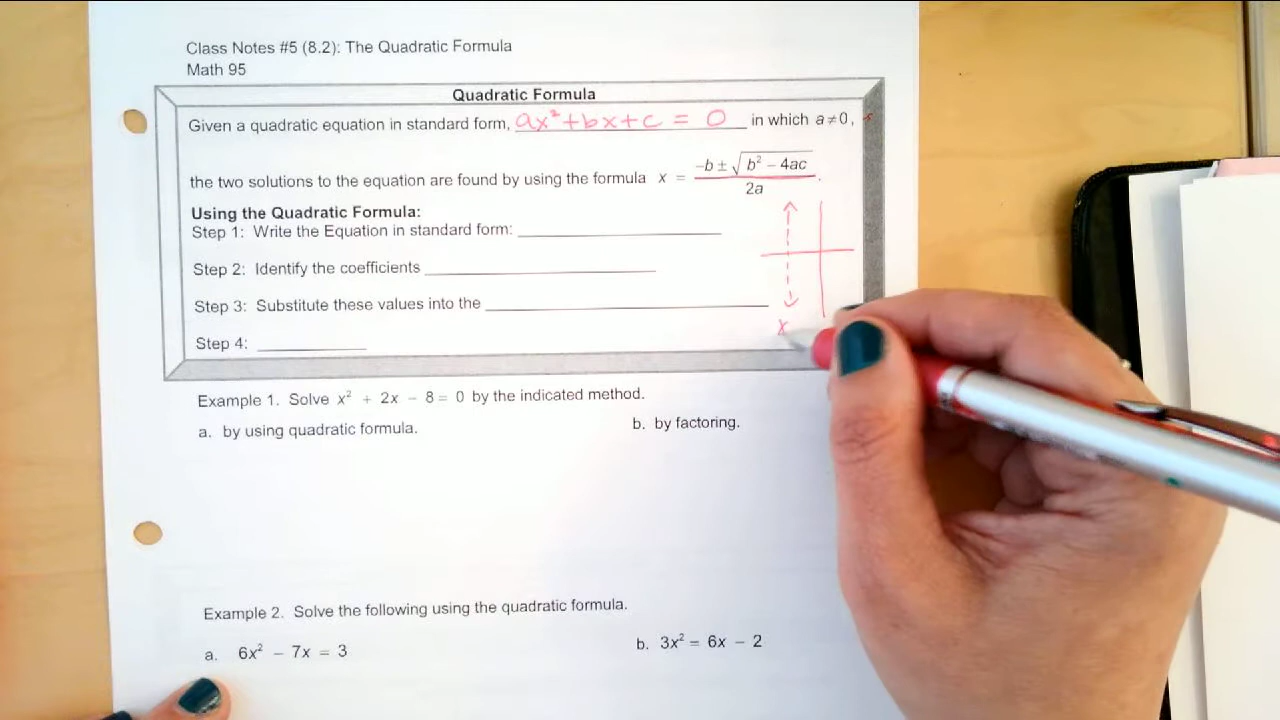 Class Notes #5 (8.2): The Quadratic Formula
Math 95
Quadratic Formula
Given a quadratic equation in standard form, ax²+bx+c = 0 in which a≠0,
the two solutions to the equation are found by using the formula x = (-b ± √(b² - 4ac)) / 2a.
Using the Quadratic Formula:
Step 1: Write the Equation in standard form:
Step 2: Identify the coefficients
Step 3: Substitute these values into the
x
Step 4:
Example 1. Solve x² + 2x - 8 = 0 by the indicated method.
a. by using quadratic formula.
b. by factoring.
Example 2. Solve the following using the quadratic formula.
a. 6x² - 7x = 3
b. 3x² = 6x - 2